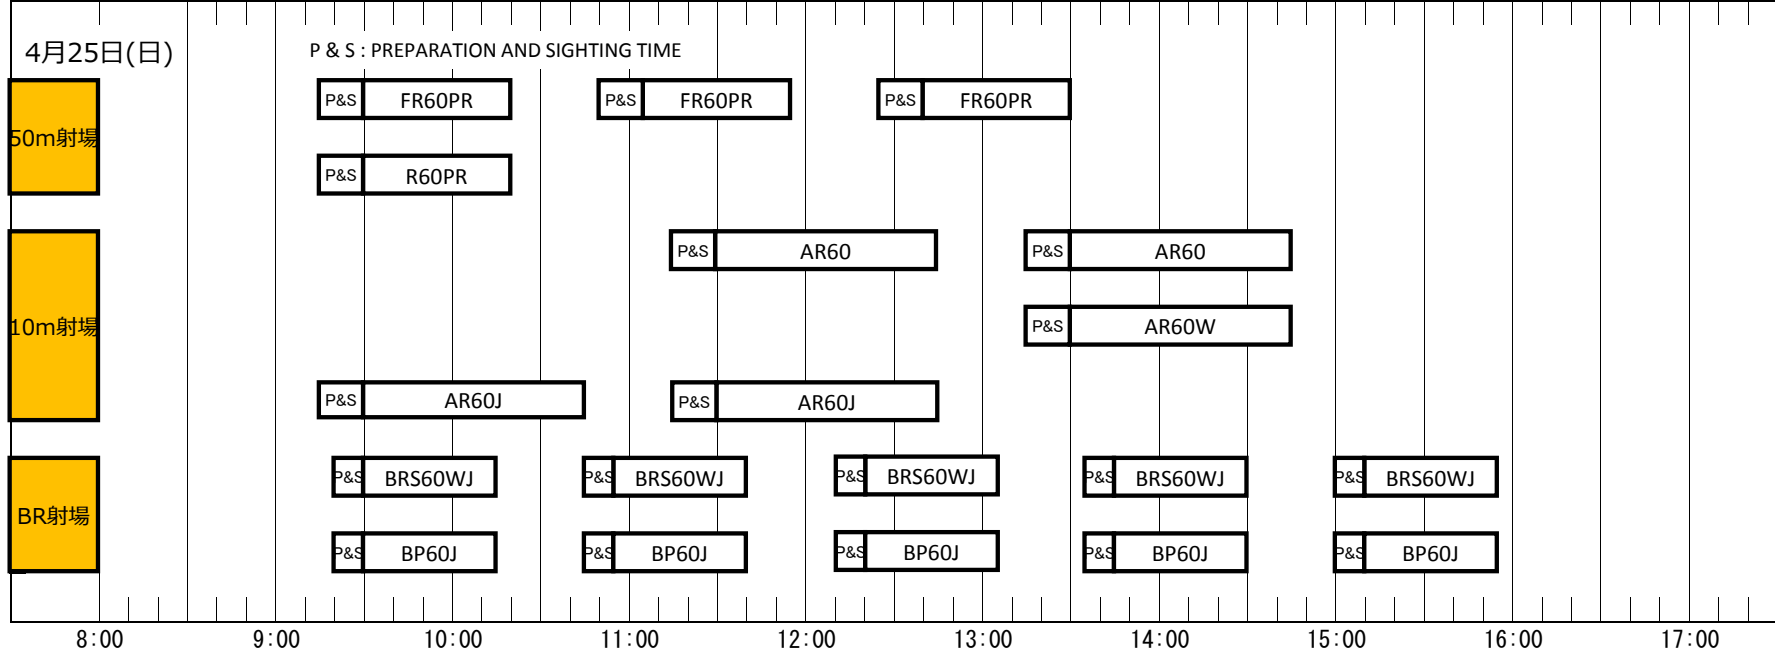 4月25日(日)
P & S : PREPARATION AND SIGHTING TIME
50m射場
P&S FR60PR P&S FR60PR P&S FR60PR
P&S R60PR
10m射場
P&S AR60 P&S AR60
P&S AR60W
P&S AR60J P&S AR60J
BR射場
P&S BRS60WJ P&S BRS60WJ P&S BRS60WJ P&S BRS60WJ P&S BRS60WJ
P&S BP60J P&S BP60J P&S BP60J P&S BP60J P&S BP60J
8:00 9:00 10:00 11:00 12:00 13:00 14:00 15:00 16:00 17:00